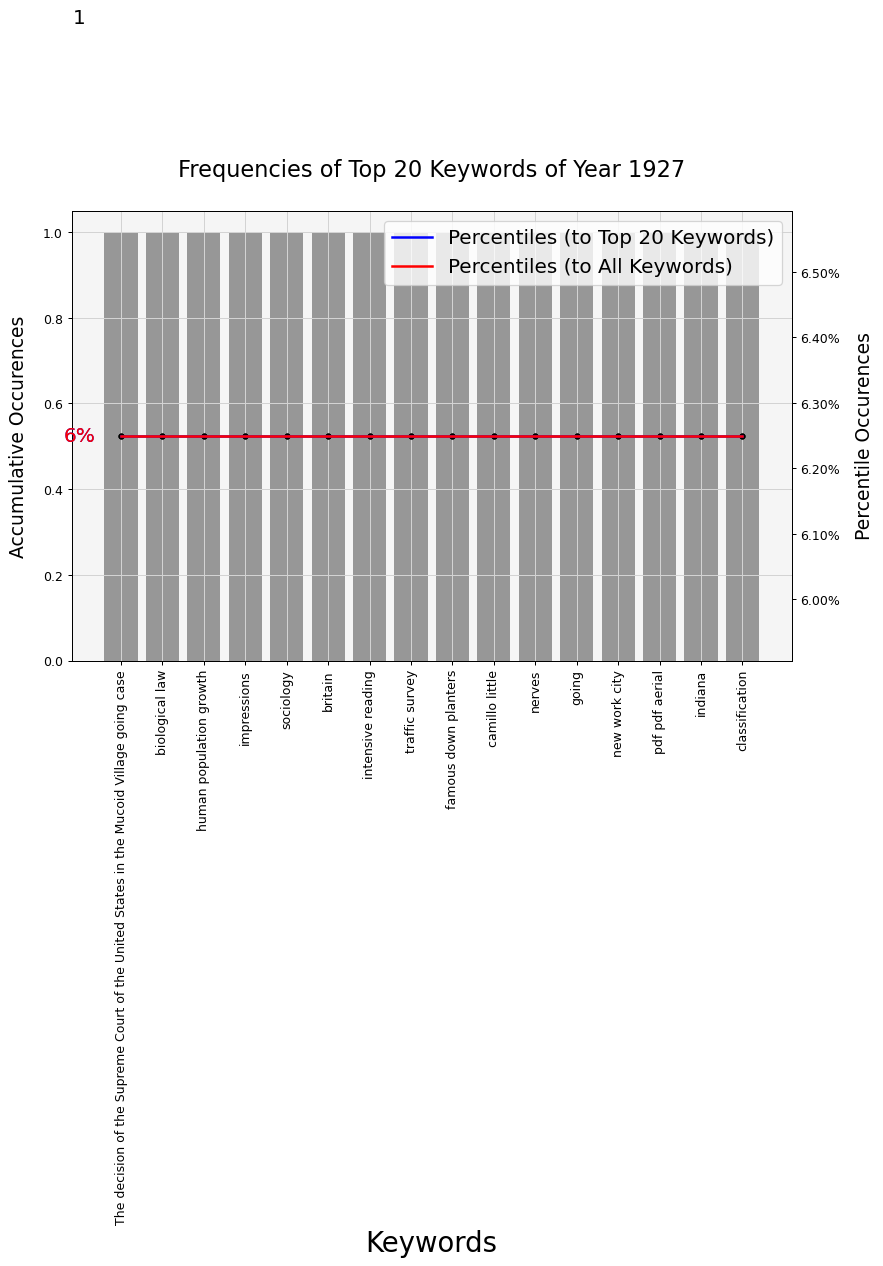 1
Frequencies of Top 20 Keywords of Year 1927
Percentiles (to Top 20 Keywords)
Percentiles (to All Keywords)
Accumulative Occurences
1.0
0.8
0.6
0.4
0.2
0.0
6%
6.50%
6.40%
6.30%
6.20%
6.10%
6.00%
Percentile Occurences
The decision of the Supreme Court of the United States in the Mucoid Village going case
biological law
human population growth
impressions
sociology
britain
intensive reading
traffic survey
famous down planters
camillo little
nerves
going
new work city
pdf pdf aerial
indiana
classification
Keywords